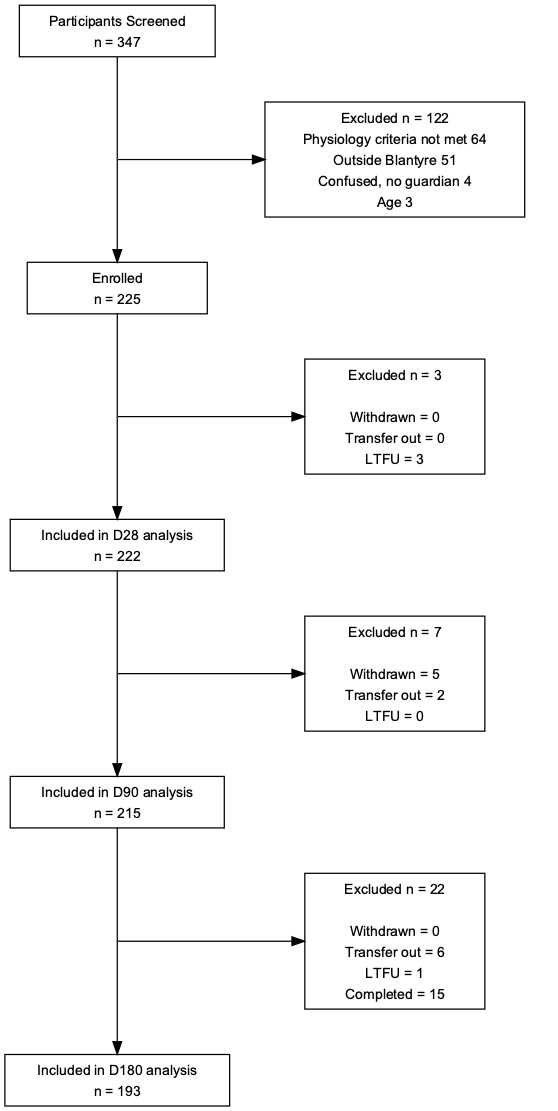 Participants Screened
n = 347
Excluded n = 122
Physiology criteria not met 64
Outside Blantyre 51
Confused, no guardian 4
Age 3
Enrolled
n = 225
Excluded n = 3
Withdrawn = 0
Transfer out = 0
LTFU = 3
Included in D28 analysis
n = 222
Excluded n = 7
Withdrawn = 5
Transfer out = 2
LTFU = 0
Included in D90 analysis
n = 215
Excluded n = 22
Withdrawn = 0
Transfer out = 6
LTFU = 1
Completed = 15
Included in D180 analysis
n = 193